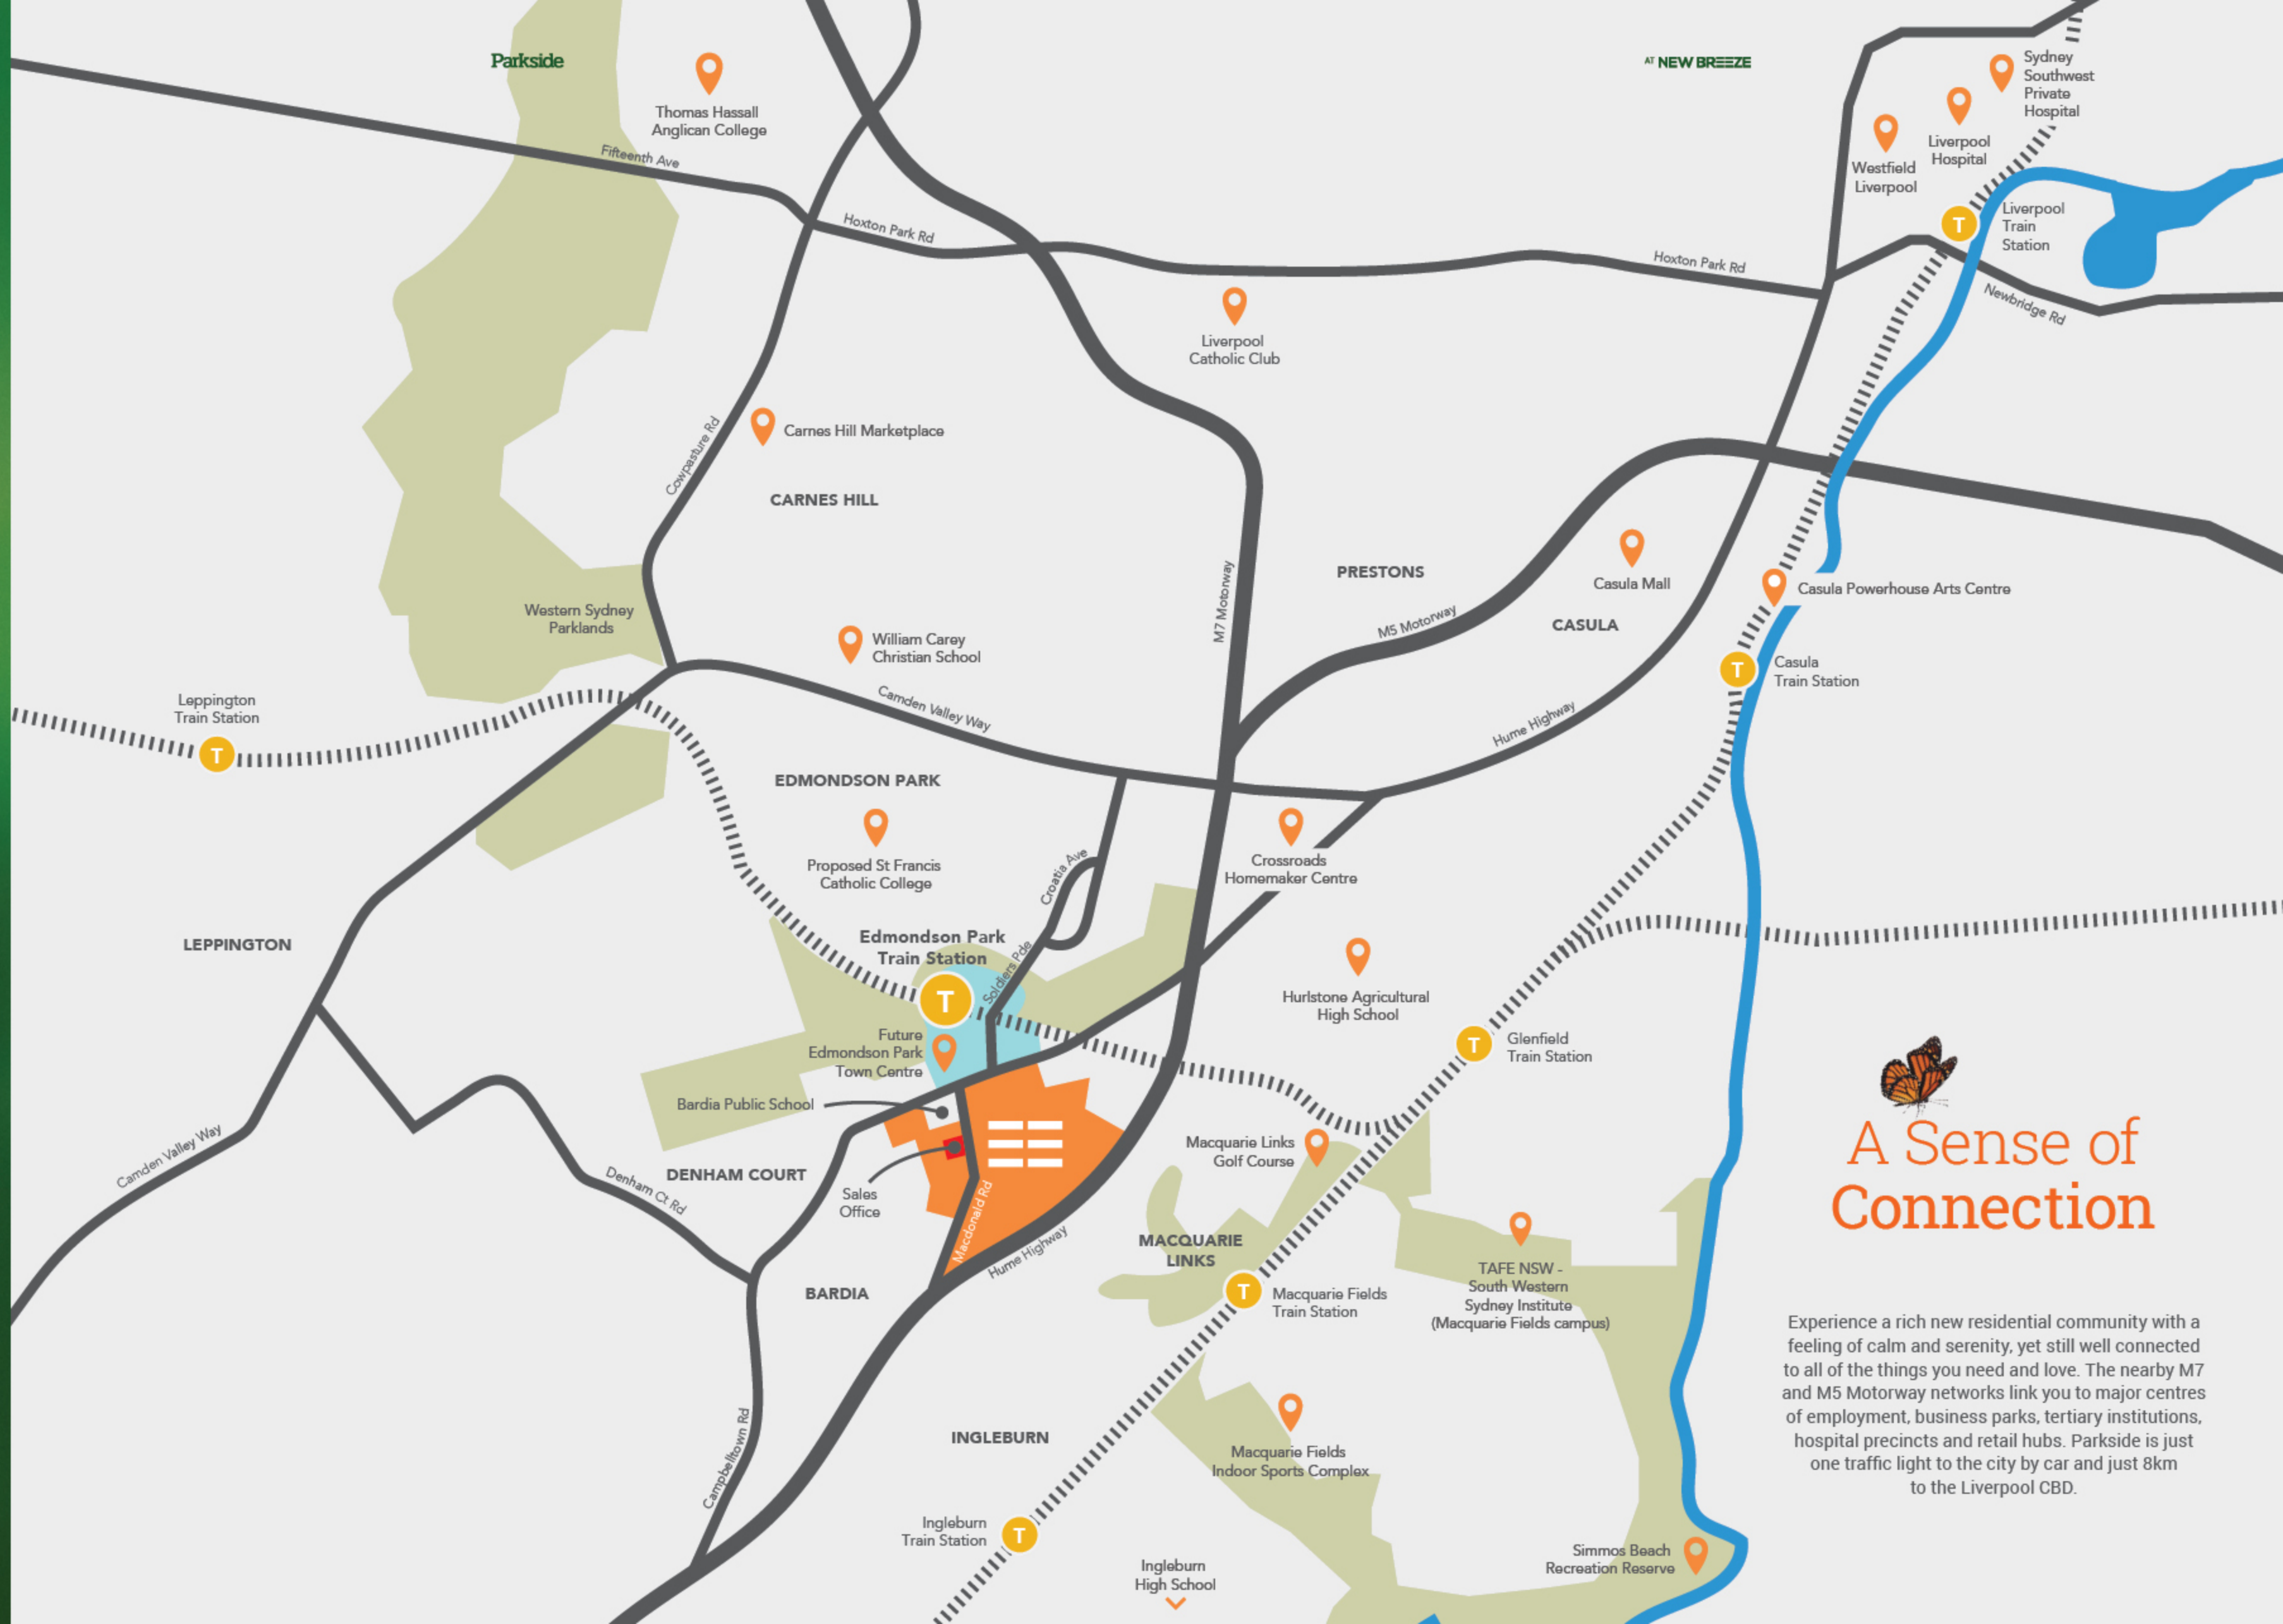 Parkside
AT NEW BREEZE
Thomas Hassall
Anglican College
Sydney
Southwest
Private
Hospital
Liverpool
Hospital
Westfield
Liverpool
Fifteenth Ave
Hoxton Park Rd
Hoxton Park Rd
T
Liverpool
Train
Station
Newbridge Rd
Liverpool
Catholic Club
Cowpasture Rd
Carnes Hill Marketplace
CARNES HILL
M7 Motorway
PRESTONS
Casula Mall
Casula Powerhouse Arts Centre
Western Sydney
Parklands
M5 Motorway
CASULA
William Carey
Christian School
T
Casula
Train Station
Leppington
Train Station
T
Camden Valley Way
Hume Highway
EDMONDSON PARK
Proposed St Francis
Catholic College
Croatia Ave
Crossroads
Homemaker Centre
LEPPINGTON
Edmondson Park
Train Station
T
Soldiers Pde
Hurlstone Agricultural
High School
Future
Edmondson Park
Town Centre
T
Glenfield
Train Station
Bardia Public School
Camden Valley Way
Macquarie Links
Golf Course
A Sense of
Connection
DENHAM COURT
Denham Ct Rd
Sales
Office
Macdonald Rd
Hume Highway
MACQUARIE
LINKS
TAFE NSW -
South Western
Sydney Institute
(Macquarie Fields campus)
BARDIA
T
Macquarie Fields
Train Station
Experience a rich new residential community with a
feeling of calm and serenity, yet still well connected
to all of the things you need and love. The nearby M7
and M5 Motorway networks link you to major centres
of employment, business parks, tertiary institutions,
hospital precincts and retail hubs. Parkside is just
one traffic light to the city by car and just 8km
to the Liverpool CBD.
Campbelltown Rd
INGLEBURN
Macquarie Fields
Indoor Sports Complex
Ingleburn
Train Station
T
Ingleburn
High School
Simmos Beach
Recreation Reserve